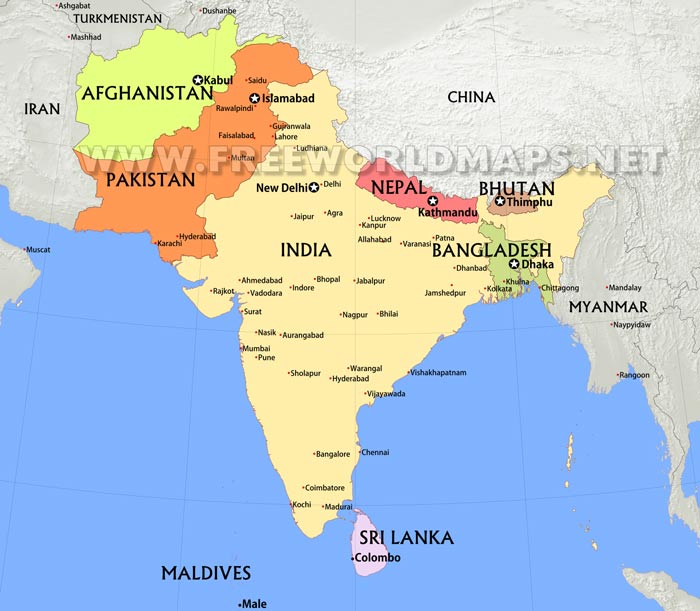 Ashgabat
Dushanbe
TURKMENISTAN
Mashhad
Kabul
Saidu
AFGHANISTAN
Islamabad
CHINA
IRAN
Rawalpindi
Gujranwala
Faisalabad,
Lahore
Ludhiana
WWW.FREEWORLDMAPS.NET
Multan
PAKISTAN
New Delhi
Delhi
NEPAL
BHUTAN
Thimphu
Kathmandu
Jaipur
Agra
Lucknow
Kanpur
Hyderabad
Karachi
Allahabad
Varanasi
Patna
Muscat
INDIA
BANGLADESH
Dhaka
Dhanbad
Ahmedabad
Bhopal
Jabalpur
Khulna
Rajkot
Vadodara
Indore
Jamshedpur
Kolkata
Chittagong
Mandalay
MYANMAR
Surat
Nagpur
Bhilai
Naypyidaw
Nasik
Aurangabad
Mumbai
Pune
Sholapur
Warangal
Hyderabad
Vishakhapatnam
Rangoon
Vijayawada
Bangalore
Chennai
Coimbatore
Kochi
Madurai
SRI LANKA
Colombo
MALDIVES
Male